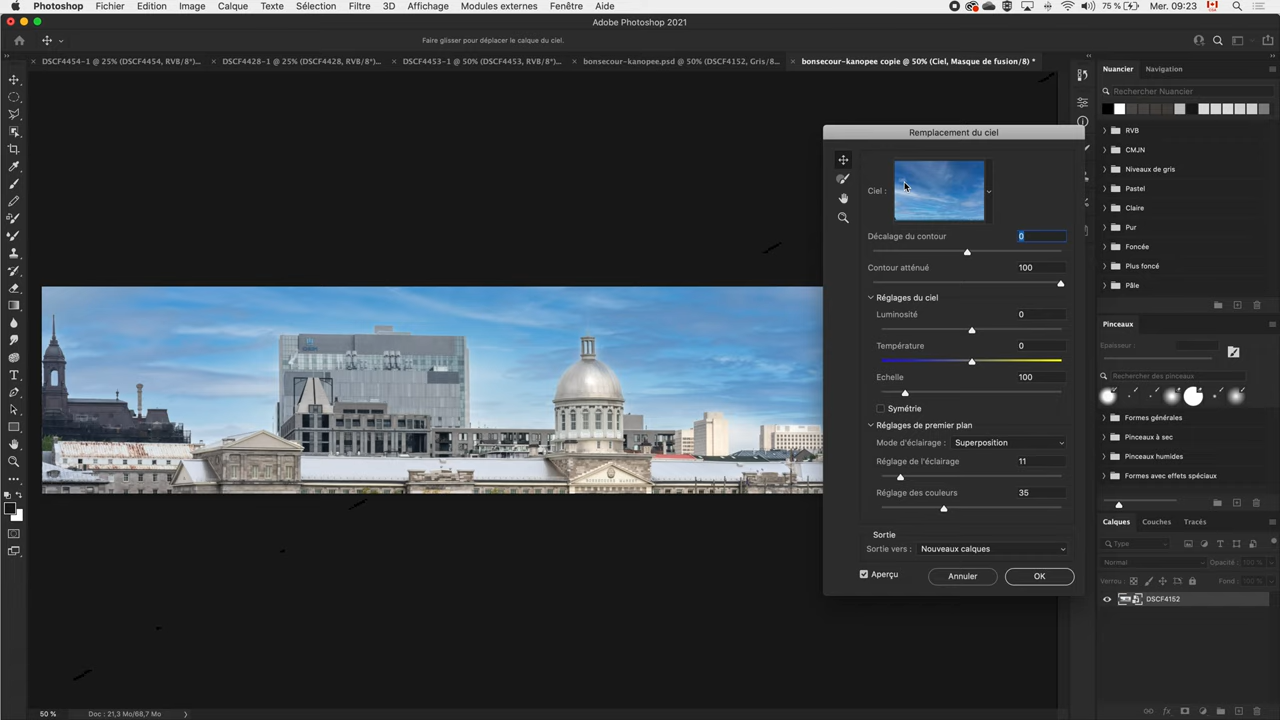 Photoshop Fichier Edition Image Calque Texte Sélection Filtre 3D Affichage Modules externes Fenêtre Aide 75 % Mer. 09:23
Adobe Photoshop 2021
Faire glisser pour déplacer le calque du ciel.
DSCF4454-1 @ 25% (DSCF4454, RVB/8*)... DSCF4428-1 @ 25% (DSCF4428, RVB/8*)... DSCF4453-1 @ 50% (DSCF4453, RVB/8*)... bonsecour-kanopee.psd @ 50% (DSCF4152, Gris/8... bonsecour-kanopee copie @ 50% (Ciel, Masque de fusion/8) *
Remplacement du ciel
Ciel :
Décalage du contour 0
Contour atténué 100
Réglages du ciel
Luminosité 0
Température 0
Echelle 100
Symétrie
Réglages de premier plan
Mode d'éclairage : Superposition
Réglage de l'éclairage 11
Réglage des couleurs 35
Sortie
Sortie vers : Nouveaux calques
Aperçu Annuler OK
Nuancier Navigation
Rechercher Nuancier
RVB
CMJN
Niveaux de gris
Pastel
Claire
Pur
Foncée
Plus foncé
Pâle
Pinceaux
Epaisseur :
Rechercher des pinceaux
Formes générales
Pinceaux à sec
Pinceaux humides
Formes avec effets spéciaux
Calques Couches Tracés
Type
Normal Opacité : 100 %
Verrou : Fond : 100 %
DSCF4152
50 % Doc : 21,3 Mo/68,7 Mo